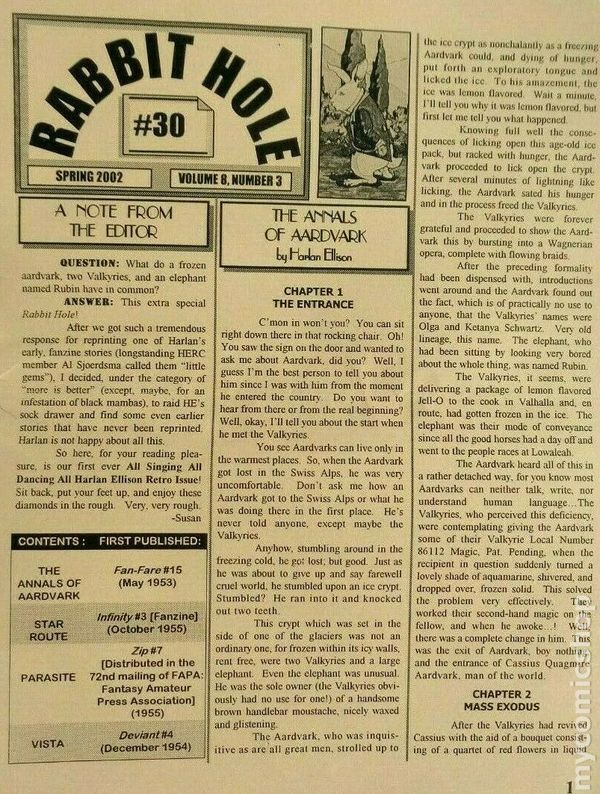 RABBIT HOLE
#30
SPRING 2002
VOLUME 8, NUMBER 3
A NOTE FROM
THE EDITOR
QUESTION: What do a frozen
aardvark, two Valkyries, and an elephant
named Rubin have in common?
ANSWER: This extra special
Rabbit Hole!
After we got such a tremendous
response for reprinting one of Harlan's
early, fanzine stories (longstanding HERC
member Al Sjoerdsma called them "little
gems"), I decided, under the category of
"more is better" (except, maybe, for an
infestation of black mambas), to raid HE's
sock drawer and find some even earlier
stories that have never been reprinted.
Harlan is not happy about all this.
So here, for your reading plea-
sure, is our first ever All Singing All
Dancing All Harlan Ellison Retro Issue!
Sit back, put your feet up, and enjoy these
diamonds in the rough. Very, very rough.
-Susan
CONTENTS : FIRST PUBLISHED:
THE
ANNALS OF
AARDVARK
Fan-Fare #15
(May 1953)
STAR
ROUTE
Infinity #3 [Fanzine]
(October 1955)
PARASITE
Zip #7
[Distributed in the
72nd mailing of FAPA:
Fantasy Amateur
Press Association]
(1955)
VISTA
Deviant #4
(December 1954)
THE ANNALS
OF AARDVARK
by Harlan Ellison
CHAPTER 1
THE ENTRANCE
C'mon in won't you? You can sit
right down there in that rocking chair. Oh!
You saw the sign on the door and wanted to
ask me about Aardvark, did you? Well, I
guess I'm the best person to tell you about
him since I was with him from the moment
he entered the country. Do you want to
hear from there or from the real beginning?
Well, okay, I'll tell you about the start when
he met the Valkyries.
You see Aardvarks can live only in
the warmest places. So, when the Aardvark
got lost in the Swiss Alps, he was very
uncomfortable. Don't ask me how an
Aardvark got to the Swiss Alps or what he
was doing there in the first place. He's
never told anyone, except maybe the
Valkyries.
Anyhow, stumbling around in the
freezing cold, he got lost; but good. Just as
he was about to give up and say farewell
cruel world, he stumbled upon an ice crypt.
Stumbled? He ran into it and knocked
out two teeth.
This crypt which was set in the
side of one of the glaciers was not an
ordinary one, for frozen within its icy walls,
rent free, were two Valkyries and a large
elephant. Even the elephant was unusual.
He was the sole owner (the Valkyries obvi-
ously had no use for one!) of a handsome
brown handlebar moustache, nicely waxed
and glistening.
The Aardvark, who was inquis-
itive as are all great men, strolled up to
the ice crypt as nonchalantly as a freezing
Aardvark could, and dying of hunger,
put forth an exploratory tongue and
licked the ice. To his amazement, the
ice was lemon flavored. Wait a minute,
I'll tell you why it was lemon flavored, but
first let me tell you what happened.
Knowing full well the conse-
quences of licking open this age-old ice
pack, but racked with hunger, the Aard-
vark proceeded to lick open the crypt.
After several minutes of lightning like
licking, the Aardvark sated his hunger
and in the process freed the Valkyries.
The Valkyries were forever
grateful and proceeded to show the Aard-
vark this by bursting into a Wagnerian
opera, complete with flowing braids.
After the preceding formality
had been dispensed with, introductions
went around and the Aardvark found out
the fact, which is of practically no use to
anyone, that the Valkyries' names were
Olga and Ketanya Schwartz. Very old
lineage, this name. The elephant, who
had been sitting by looking very bored
about the whole thing, was named Rubin.
The Valkyries, it seems, were
delivering a package of lemon flavored
Jell-O to the cook in Valhalla and, en
route, had gotten frozen in the ice. The
elephant was their mode of conveyance
since all the good horses had a day off and
went to the people races at Lowaleah.
The Aardvark heard all of this in
a rather detached way, for you know most
Aardvarks can neither talk, write, nor
understand human language...The
Valkyries, who perceived this deficiency,
were contemplating giving the Aardvark
some of their Valkyrie Local Number
86112 Magic, Pat. Pending, when the
recipient in question suddenly turned a
lovely shade of aquamarine, shivered, and
dropped over, frozen solid. This solved
the problem very effectively. They
worked their second-hand magic on the
fellow, and when he awoke...! Well,
there was a complete change in him. This
was the exit of Aardvark, boy nothing
and the entrance of Cassius Quagmire
Aardvark, man of the world.
CHAPTER 2
MASS EXODUS
After the Valkyries had revived
Cassius with the aid of a bouquet consist-
ing of a quartet of red flowers in liquid
1
mycomicshop